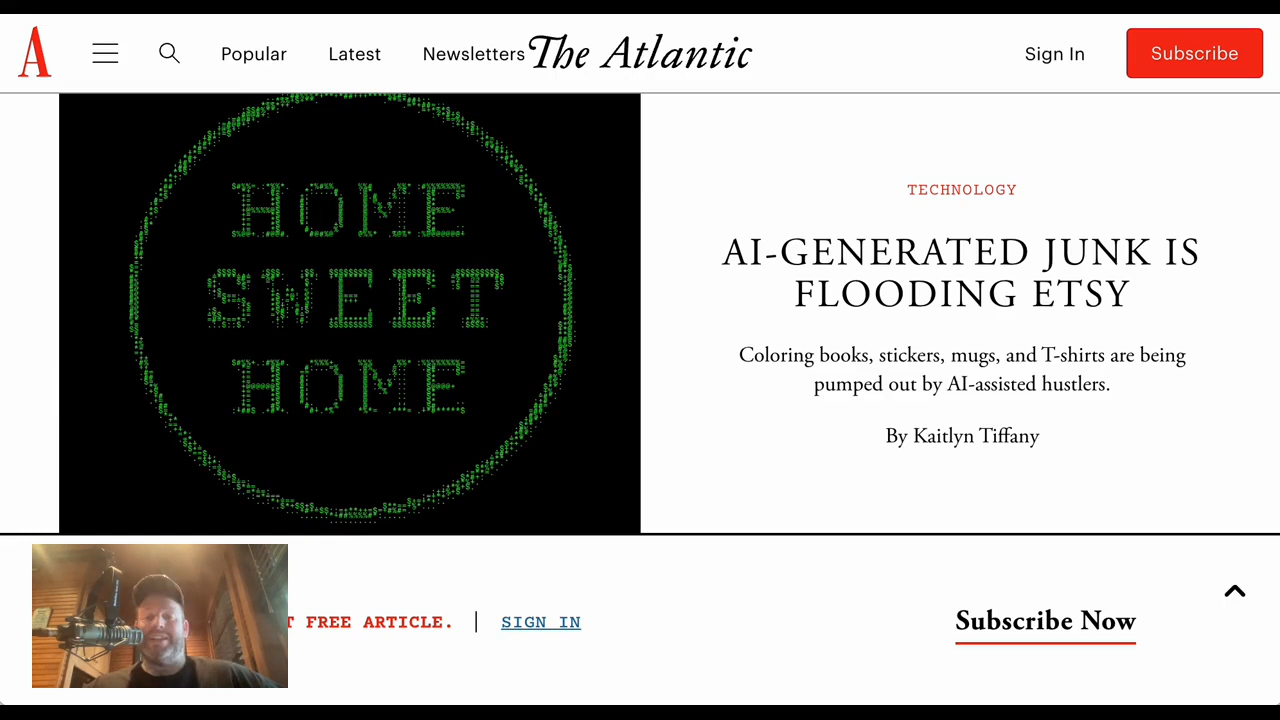 A
Popular
Latest
Newsletters
The Atlantic
Sign In
Subscribe
HOME
SWEET
HOME
TECHNOLOGY
AI-GENERATED JUNK IS
FLOODING ETSY
Coloring books, stickers, mugs, and T-shirts are being
pumped out by AI-assisted hustlers.
By Kaitlyn Tiffany
FREE ARTICLE. | SIGN IN
Subscribe Now